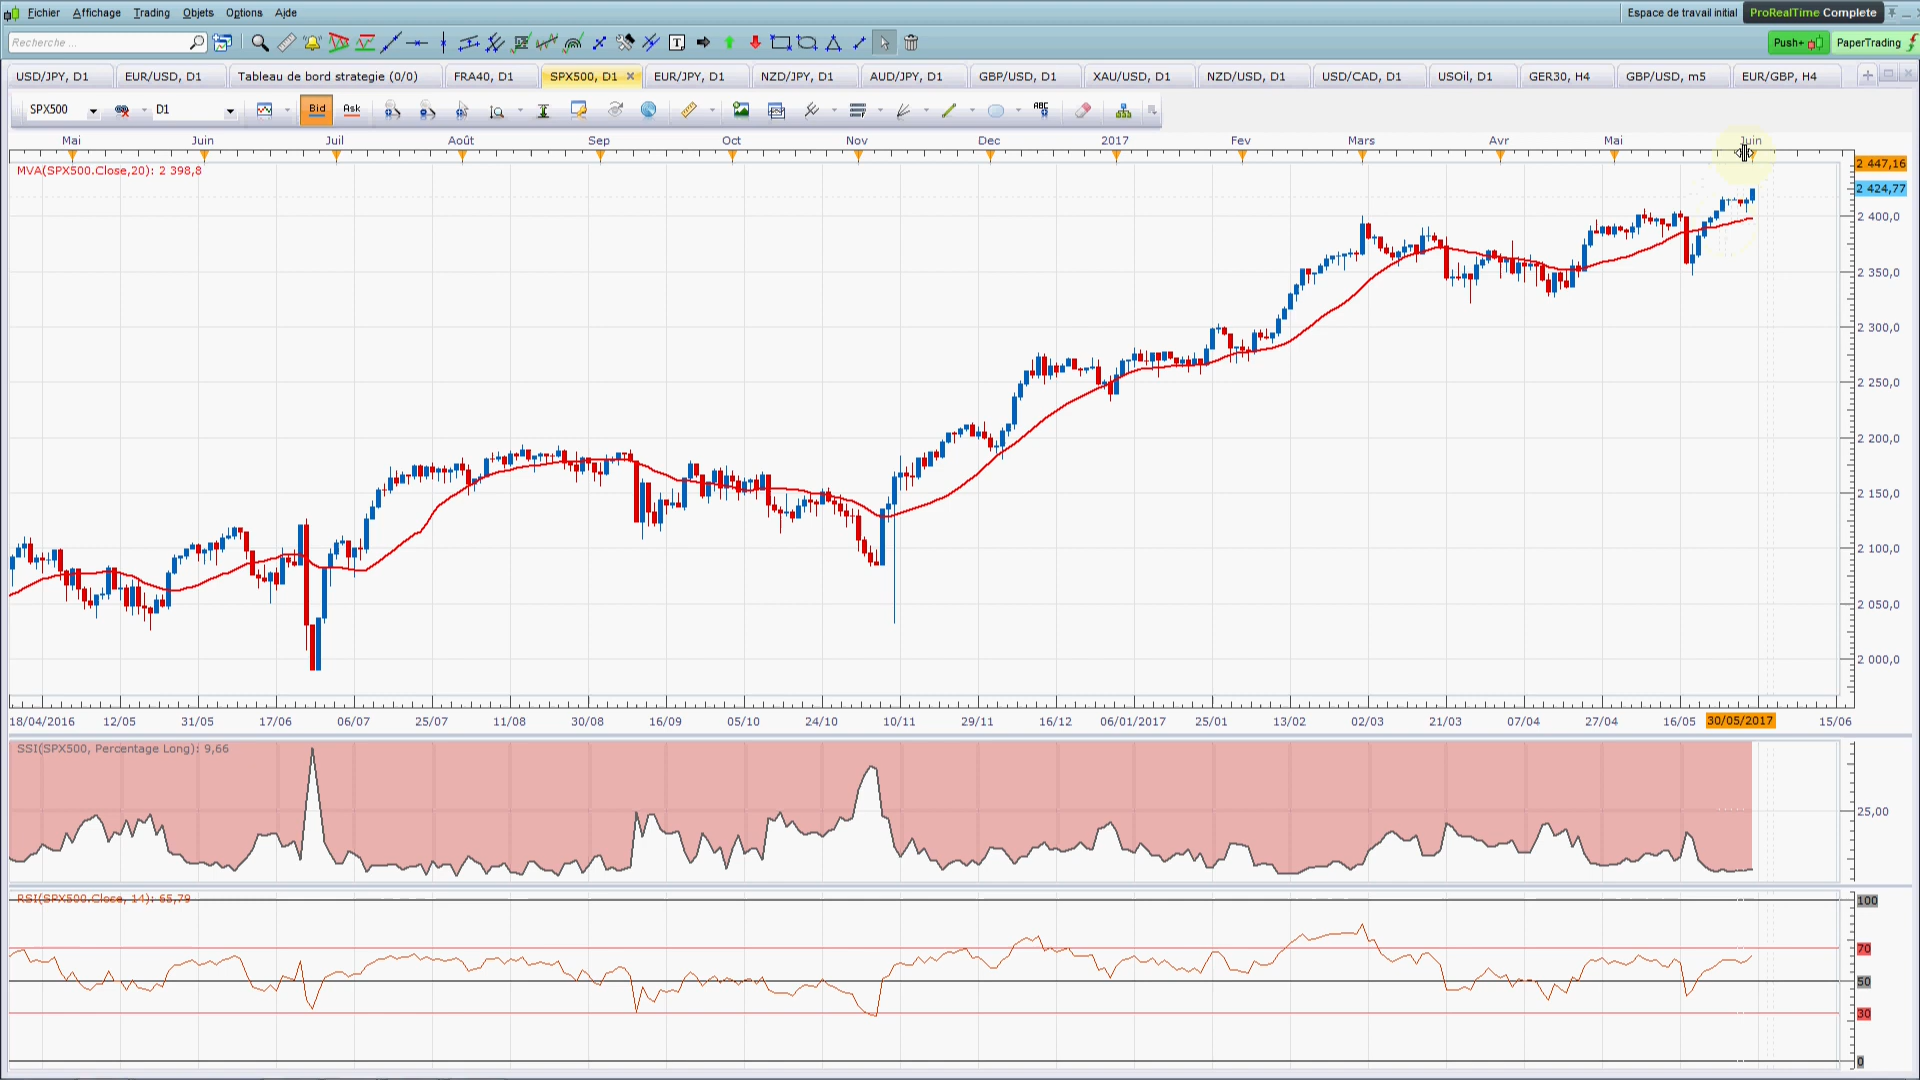 Fichier Affichage Trading Objets Options Aide Espace de travail initial ProRealTime Complete
Recherche ... Push+ PaperTrading
USD/JPY, D1 EUR/USD, D1 Tableau de bord strategie (0/0) FRA40, D1 SPX500, D1 EUR/JPY, D1 NZD/JPY, D1 AUD/JPY, D1 GBP/USD, D1 XAU/USD, D1 NZD/USD, D1 USD/CAD, D1 USOil, D1 GER30, H4 GBP/USD, m5 EUR/GBP, H4
SPX500 D1 Bid Ask ABC
Mai Juin Juil Août Sep Oct Nov Dec 2017 Fev Mars Avr Mai Juin
MVA(SPX500.Close,20): 2 398,8
2 447,16
2 424,77
2 400,0
2 350,0
2 300,0
2 250,0
2 200,0
2 150,0
2 100,0
2 050,0
2 000,0
18/04/2016 12/05 31/05 17/06 06/07 25/07 11/08 30/08 16/09 05/10 24/10 10/11 29/11 16/12 06/01/2017 25/01 13/02 02/03 21/03 07/04 27/04 16/05 30/05/2017 15/06
SSI(SPX500, Percentage Long): 9,66
25,00
RSI(SPX500.Close, 14): 65,79
100
70
50
30
0